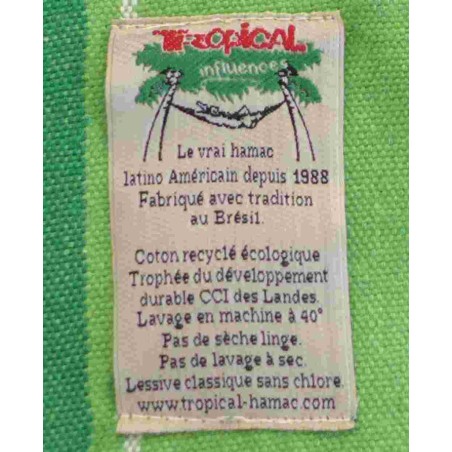 Tropical
influences
Le vrai hamac
latino Américain depuis 1988
Fabriqué avec tradition
au Brésil.
Coton recyclé écologique
Trophée du développement
durable CCI des Landes.
Lavage en machine à 40°
Pas de sèche linge.
Pas de lavage à sec.
Lessive classique sans chlore.
www.tropical-hamac.com